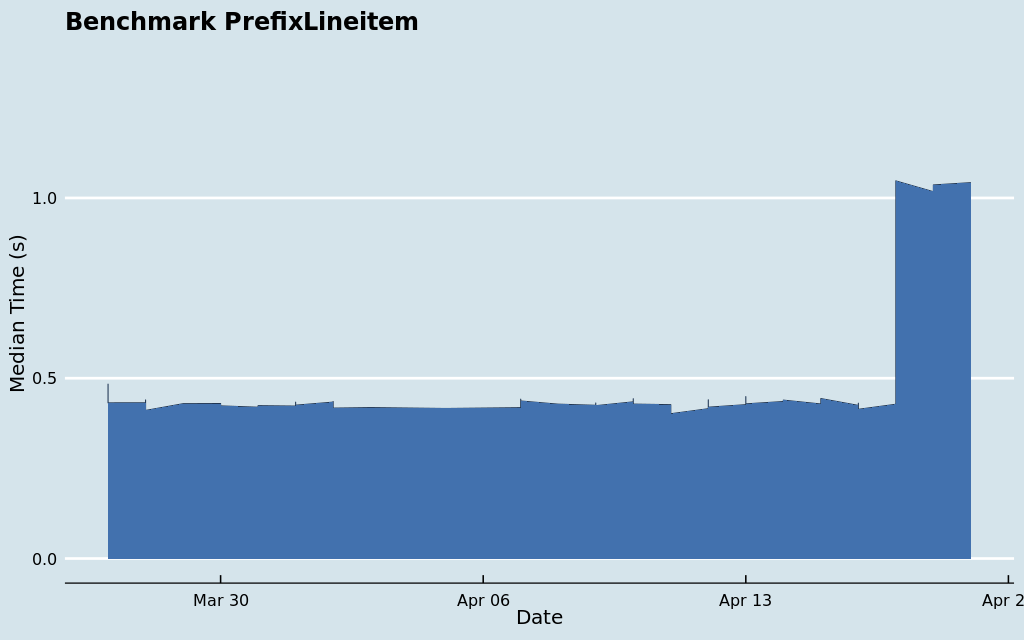 Benchmark PrefixLineitem
Median Time (s)
1.0
0.5
0.0
Mar 30
Apr 06
Apr 13
Apr 2
Date